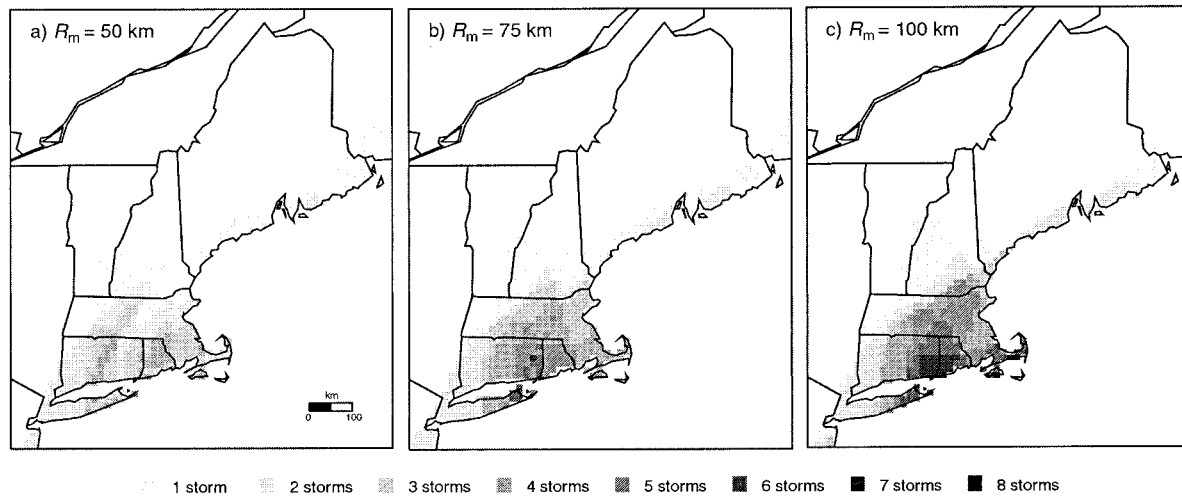 a) Rm = 50 km
b) Rm = 75 km
c) Rm = 100 km
km
0 100
1 storm 2 storms 3 storms 4 storms 5 storms 6 storms 7 storms 8 storms